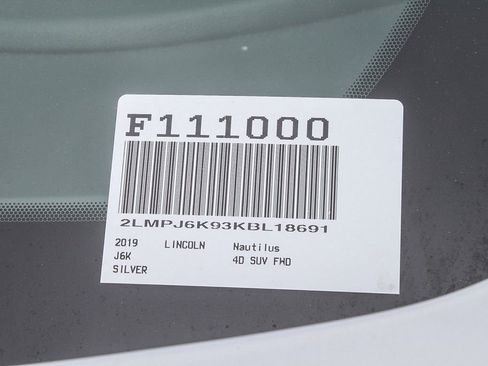 F111000
2LMPJ6K93KBL18691
2019 LINCOLN Nautilus
J6K 4D SUV FWD
SILVER